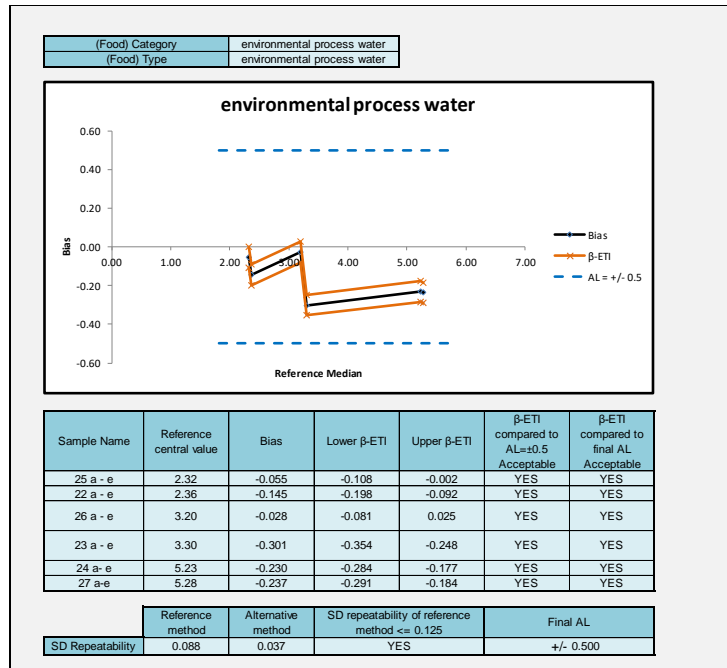 (Food) Category environmental process water
(Food) Type environmental process water
environmental process water
0.60
0.40
0.20
0.00
-0.20
-0.40
-0.60
0.00 1.00 2.00 3.00 4.00 5.00 6.00 7.00
Bias
Reference Median
Bias
β-ETI
AL = +/- 0.5
Sample Name Reference central value Bias Lower β-ETI Upper β-ETI β-ETI compared to AL=±0.5 Acceptable β-ETI compared to final AL Acceptable
25 a - e 2.32 -0.055 -0.108 -0.002 YES YES
22 a - e 2.36 -0.145 -0.198 -0.092 YES YES
26 a - e 3.20 -0.028 -0.081 0.025 YES YES
23 a - e 3.30 -0.301 -0.354 -0.248 YES YES
24 a- e 5.23 -0.230 -0.284 -0.177 YES YES
27 a-e 5.28 -0.237 -0.291 -0.184 YES YES
Reference method Alternative method SD repeatability of reference method <= 0.125 Final AL
SD Repeatability 0.088 0.037 YES +/- 0.500